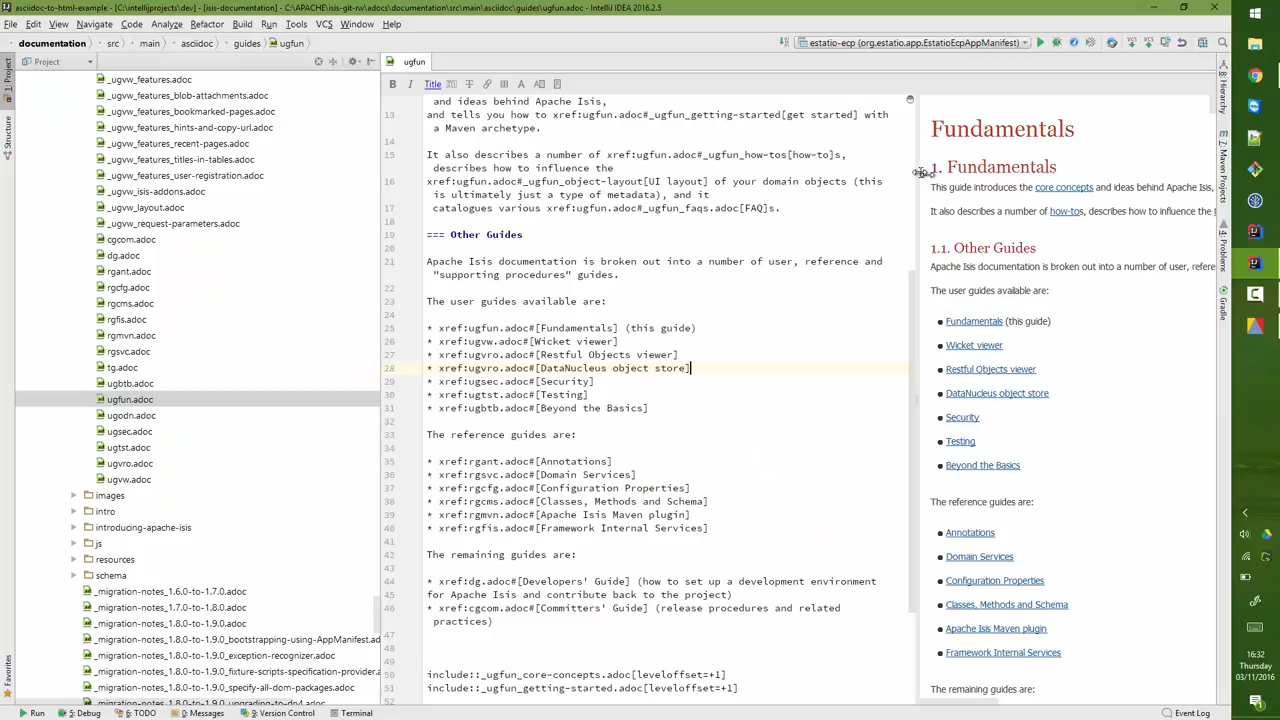 asciidoc-to-html-example - [C:\intellijprojects\dev] - [isis-documentation] - [C:\APACHE\isis-git-rw\adocs\documentation\src\main\asciidoc\guides\ugfun.adoc] - IntelliJ IDEA 2016.2.5
File Edit View Navigate Code Analyze Refactor Build Run Tools VCS Window Help
documentation src main asciidoc guides ugfun
estatio-ecp (org.estatio.app.EstatioEcpAppManifest)
1: Project
Structure
Favorites
Project
_ugvw_features.adoc
_ugvw_features_blob-attachments.adoc
_ugvw_features_bookmarked-pages.adoc
_ugvw_features_hints-and-copy-url.adoc
_ugvw_features_recent-pages.adoc
_ugvw_features_titles-in-tables.adoc
_ugvw_features_user-registration.adoc
_ugvw_isis-addons.adoc
_ugvw_layout.adoc
_ugvw_request-parameters.adoc
cgcom.adoc
dg.adoc
rgant.adoc
rgcfg.adoc
rgcms.adoc
rgfis.adoc
rgmvn.adoc
rgsvc.adoc
tg.adoc
ugbtb.adoc
ugfun.adoc
ugodn.adoc
ugsec.adoc
ugtst.adoc
ugvro.adoc
ugvw.adoc
images
intro
introducing-apache-isis
js
resources
schema
_migration-notes_1.6.0-to-1.7.0.adoc
_migration-notes_1.7.0-to-1.8.0.adoc
_migration-notes_1.8.0-to-1.9.0.adoc
_migration-notes_1.8.0-to-1.9.0_bootstrapping-using-AppManifest.ad
_migration-notes_1.8.0-to-1.9.0_exception-recognizer.adoc
_migration-notes_1.8.0-to-1.9.0_fixture-scripts-specification-provider.
_migration-notes_1.8.0-to-1.9.0_specify-all-dom-packages.adoc
ugfun
B I Title
and ideas behind Apache Isis,
13 and tells you how to xref:ugfun.adoc#_ugfun_getting-started[get started] with
a Maven archetype.
14
15 It also describes a number of xref:ugfun.adoc#_ugfun_how-tos[how-to]s,
describes how to influence the
16 xref:ugfun.adoc#_ugfun_object-layout[UI layout] of your domain objects (this
is ultimately just a type of metadata), and it
17 catalogues various xref:ugfun.adoc#_ugfun_faqs.adoc[FAQ]s.
18
19 === Other Guides
20
21 Apache Isis documentation is broken out into a number of user, reference and
"supporting procedures" guides.
22
23 The user guides available are:
24
25 * xref:ugfun.adoc#[Fundamentals] (this guide)
26 * xref:ugvw.adoc#[Wicket viewer]
27 * xref:ugvro.adoc#[Restful Objects viewer]
28 * xref:ugvro.adoc#[DataNucleus object store]
29 * xref:ugsec.adoc#[Security]
30 * xref:ugtst.adoc#[Testing]
31 * xref:ugbtb.adoc#[Beyond the Basics]
32
33 The reference guides are:
34
35 * xref:rgant.adoc#[Annotations]
36 * xref:rgsvc.adoc#[Domain Services]
37 * xref:rgcfg.adoc#[Configuration Properties]
38 * xref:rgcms.adoc#[Classes, Methods and Schema]
39 * xref:rgmvn.adoc#[Apache Isis Maven plugin]
40 * xref:rgfis.adoc#[Framework Internal Services]
41
42 The remaining guides are:
43
44 * xref:dg.adoc#[Developers' Guide] (how to set up a development environment
45 for Apache Isis and contribute back to the project)
46 * xref:cgcom.adoc#[Committers' Guide] (release procedures and related
practices)
47
48
49
50 include::_ugfun_core-concepts.adoc[leveloffset=+1]
51 include::_ugfun_getting-started.adoc[leveloffset=+1]
52
Fundamentals
1. Fundamentals
This guide introduces the core concepts and ideas behind Apache Isis,
It also describes a number of how-tos, describes how to influence the
1.1. Other Guides
Apache Isis documentation is broken out into a number of user, refere
The user guides available are:
Fundamentals (this guide)
Wicket viewer
Restful Objects viewer
DataNucleus object store
Security
Testing
Beyond the Basics
The reference guides are:
Annotations
Domain Services
Configuration Properties
Classes, Methods and Schema
Apache Isis Maven plugin
Framework Internal Services
The remaining guides are:
8: Hierarchy
7: Maven Projects
4: Problems
Gradle
16:32
Thursday
03/11/2016
Run 5: Debug 6: TODO 0: Messages 9: Version Control Terminal
Event Log